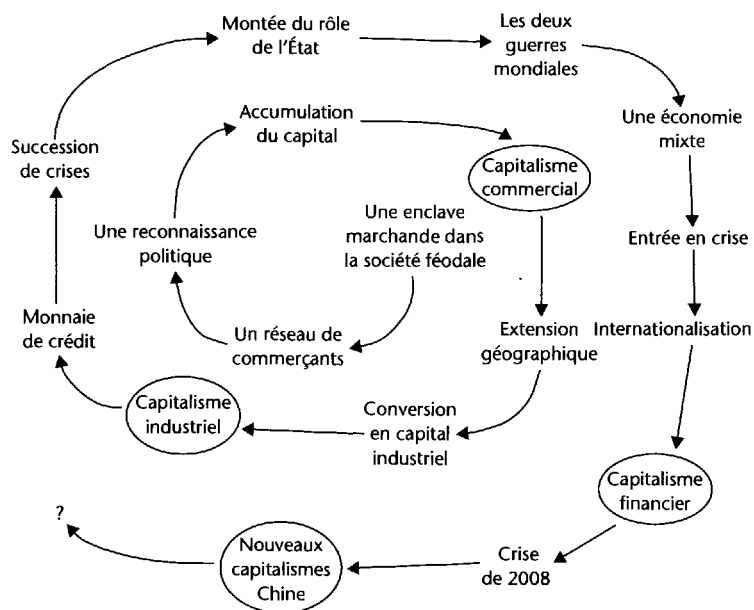 Montée du rôle
de l'État
Les deux
guerres
mondiales
Une économie
mixte
Entrée en crise
Internationalisation
Capitalisme
financier
Crise
de 2008
Nouveaux
capitalismes
Chine
?
Succession
de crises
Monnaie
de crédit
Capitalisme
industriel
Conversion
en capital
industriel
Extension
géographique
Capitalisme
commercial
Accumulation
du capital
Une reconnaissance
politique
Un réseau de
commerçants
Une enclave
marchande dans
la société féodale